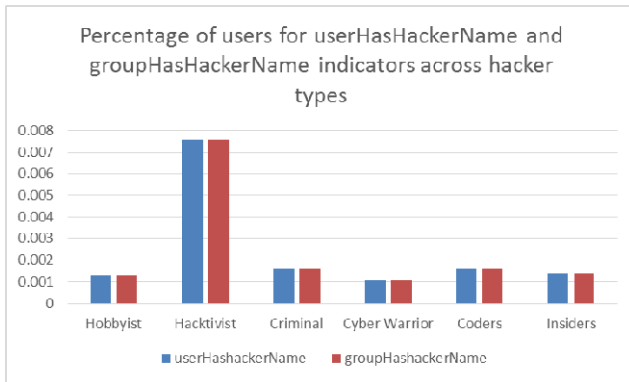 Percentage of users for userHasHackerName and
groupHasHackerName indicators across hacker
types
0.008
0.007
0.006
0.005
0.004
0.003
0.002
0.001
0
Hobbyist Hacktivist Criminal Cyber Warrior Coders Insiders
userHashackerName groupHashackerName